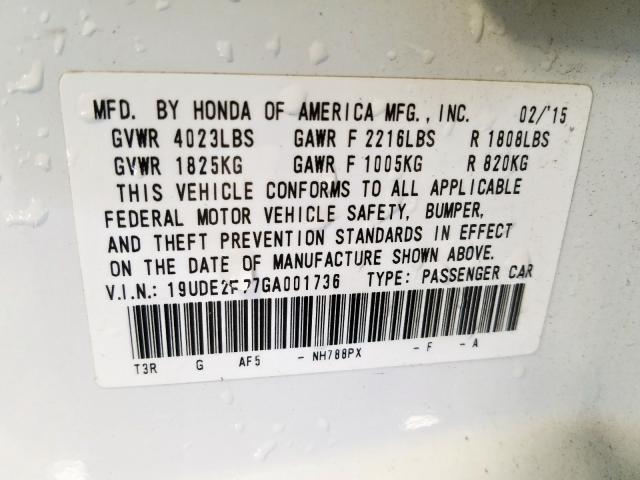 MFD. BY HONDA OF AMERICA MFG., INC. 02/'15
GVWR 4023LBS GAWR F 2216LBS R 1808LBS
GVWR 1825KG GAWR F 1005KG R 820KG
THIS VEHICLE CONFORMS TO ALL APPLICABLE
FEDERAL MOTOR VEHICLE SAFETY, BUMPER,
AND THEFT PREVENTION STANDARDS IN EFFECT
ON THE DATE OF MANUFACTURE SHOWN ABOVE.
V.I.N.: 19UDE2F77GA001736 TYPE: PASSENGER CAR
T3R G AF5 - NH788PX - F - A